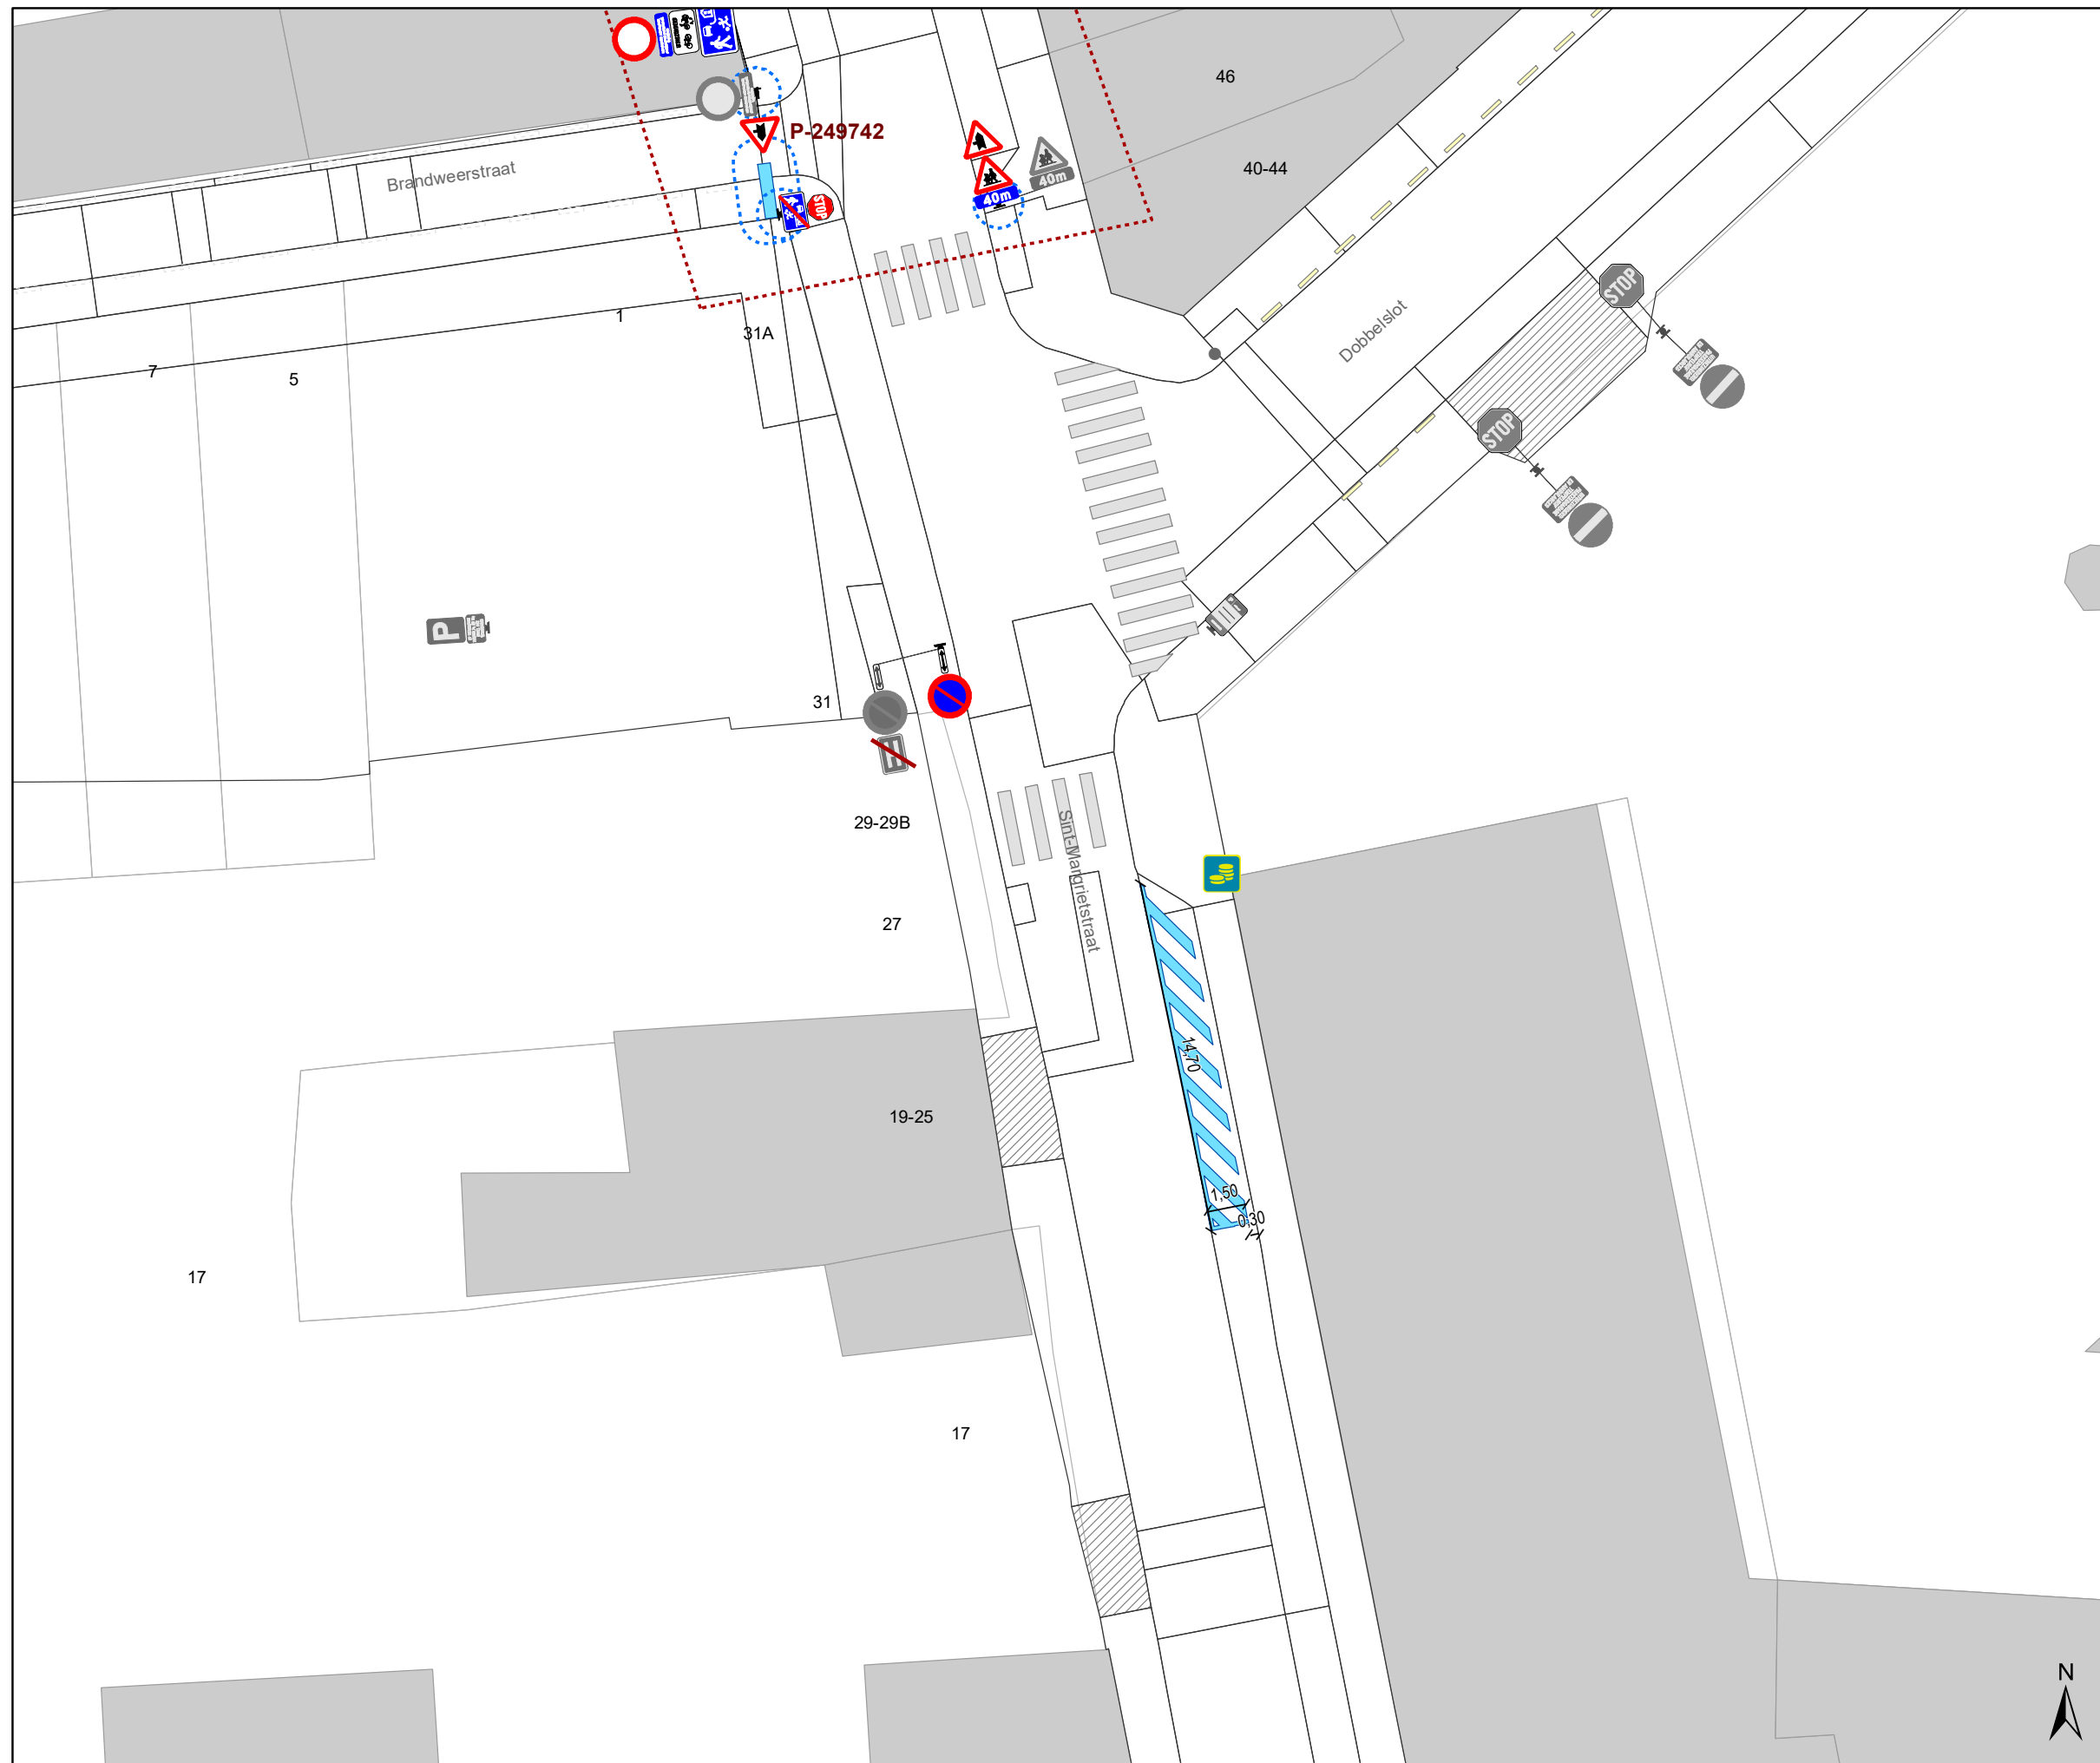 46
P-249742
40-44
Brandweerstraat
STOP
40m
40m
STOP
Dobbelslot
1
31A
7
5
STOP
P
31
29-29B
Sint-Margrietstraat
27
14,70
19-25
1,50
0,30
17
17
N